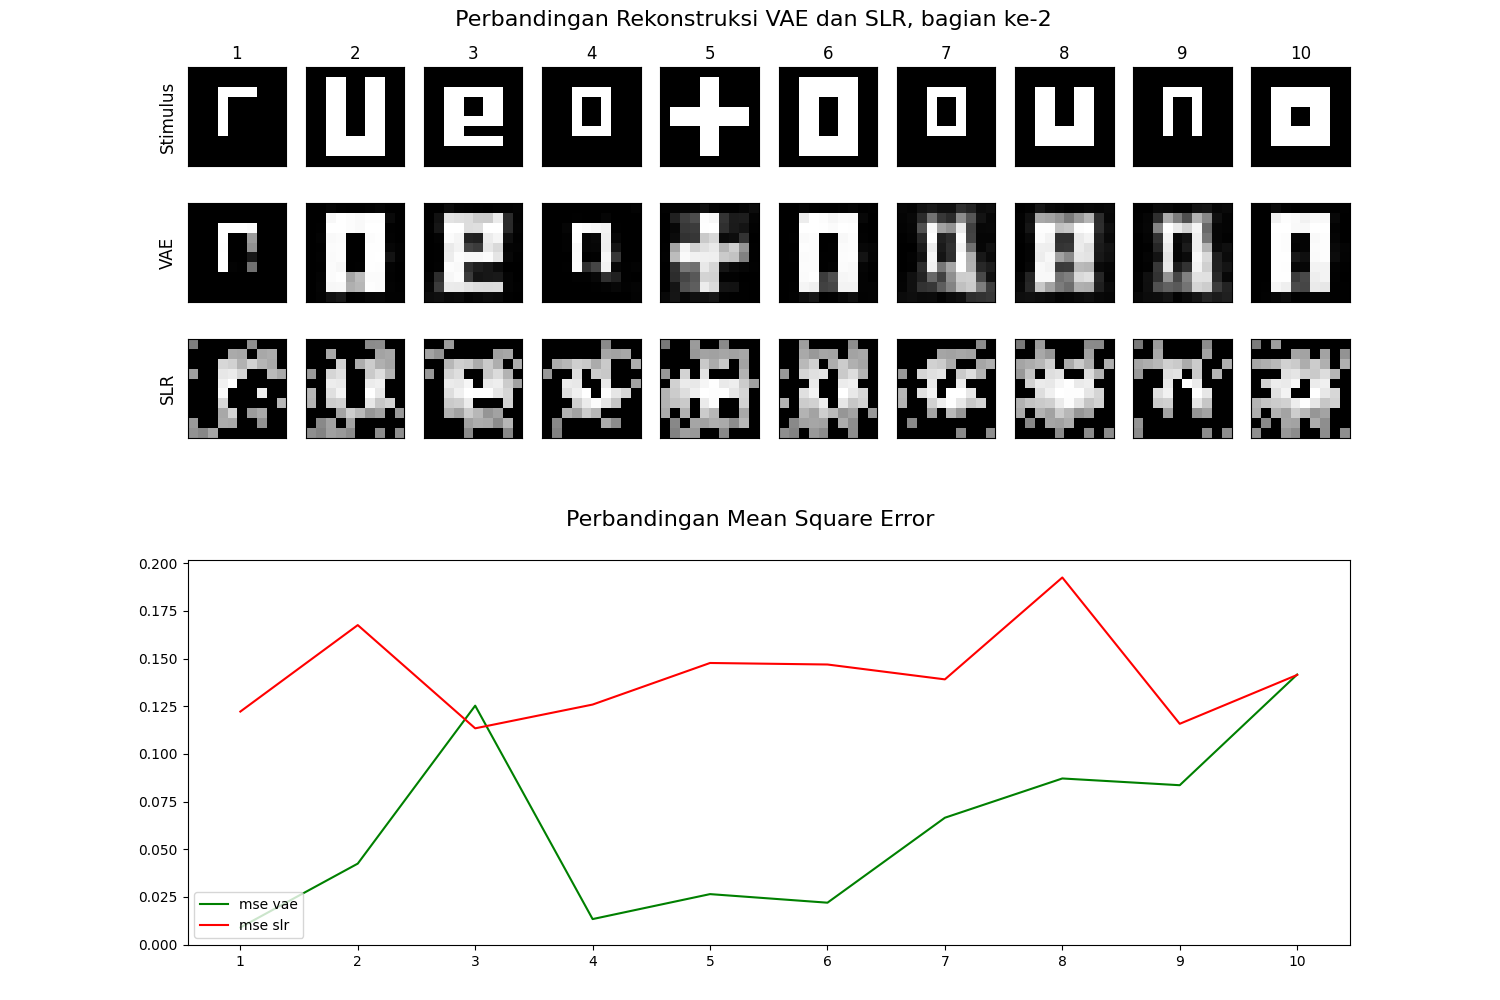 Perbandingan Rekonstruksi VAE dan SLR, bagian ke-2
1 2 3 4 5 6 7 8 9 10
Stimulus
VAE
SLR
Perbandingan Mean Square Error
0.200
0.175
0.150
0.125
0.100
0.075
0.050
0.025
0.000
mse vae
mse slr
1 2 3 4 5 6 7 8 9 10